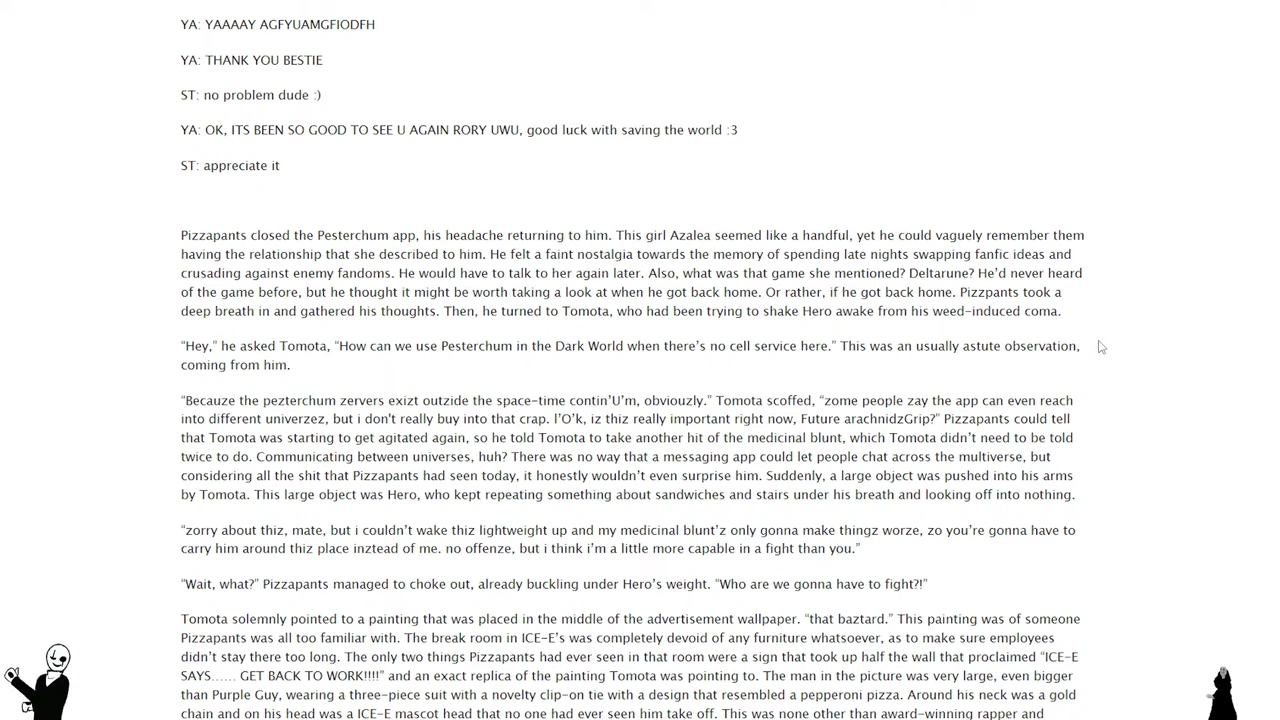 YA: YAAAAY AGFYUAMGFIODFH
YA: THANK YOU BESTIE
ST: no problem dude :)
YA: OK, ITS BEEN SO GOOD TO SEE U AGAIN RORY UWU, good luck with saving the world :3
ST: appreciate it
Pizzapants closed the Pesterchum app, his headache returning to him. This girl Azalea seemed like a handful, yet he could vaguely remember them
having the relationship that she described to him. He felt a faint nostalgia towards the memory of spending late nights swapping fanfic ideas and
crusading against enemy fandoms. He would have to talk to her again later. Also, what was that game she mentioned? Deltarune? He’d never heard
of the game before, but he thought it might be worth taking a look at when he got back home. Or rather, if he got back home. Pizzpants took a
deep breath in and gathered his thoughts. Then, he turned to Tomota, who had been trying to shake Hero awake from his weed-induced coma.
“Hey,” he asked Tomota, “How can we use Pesterchum in the Dark World when there’s no cell service here.” This was an usually astute observation,
coming from him.
“Becauze the pezterchum zervers exizt outzide the space-time contin’U’m, obviouzly.” Tomota scoffed, “zome people zay the app can even reach
into different univerzez, but i don't really buy into that crap. l’O’k, iz thiz really important right now, Future arachnidzGrip?” Pizzapants could tell
that Tomota was starting to get agitated again, so he told Tomota to take another hit of the medicinal blunt, which Tomota didn’t need to be told
twice to do. Communicating between universes, huh? There was no way that a messaging app could let people chat across the multiverse, but
considering all the shit that Pizzapants had seen today, it honestly wouldn’t even surprise him. Suddenly, a large object was pushed into his arms
by Tomota. This large object was Hero, who kept repeating something about sandwiches and stairs under his breath and looking off into nothing.
“zorry about thiz, mate, but i couldn’t wake thiz lightweight up and my medicinal blunt’z only gonna make thingz worze, zo you’re gonna have to
carry him around thiz place inztead of me. no offenze, but i think i’m a little more capable in a fight than you.”
“Wait, what?” Pizzapants managed to choke out, already buckling under Hero’s weight. “Who are we gonna have to fight?!”
Tomota solemnly pointed to a painting that was placed in the middle of the advertisement wallpaper. “that baztard.” This painting was of someone
Pizzapants was all too familiar with. The break room in ICE-E’s was completely devoid of any furniture whatsoever, as to make sure employees
didn’t stay there too long. The only two things Pizzapants had ever seen in that room were a sign that took up half the wall that proclaimed “ICE-E
SAYS…… GET BACK TO WORK!!!!” and an exact replica of the painting Tomota was pointing to. The man in the picture was very large, even bigger
than Purple Guy, wearing a three-piece suit with a novelty clip-on tie with a design that resembled a pepperoni pizza. Around his neck was a gold
chain and on his head was a ICE-E mascot head that no one had ever seen him take off. This was none other than award-winning rapper and